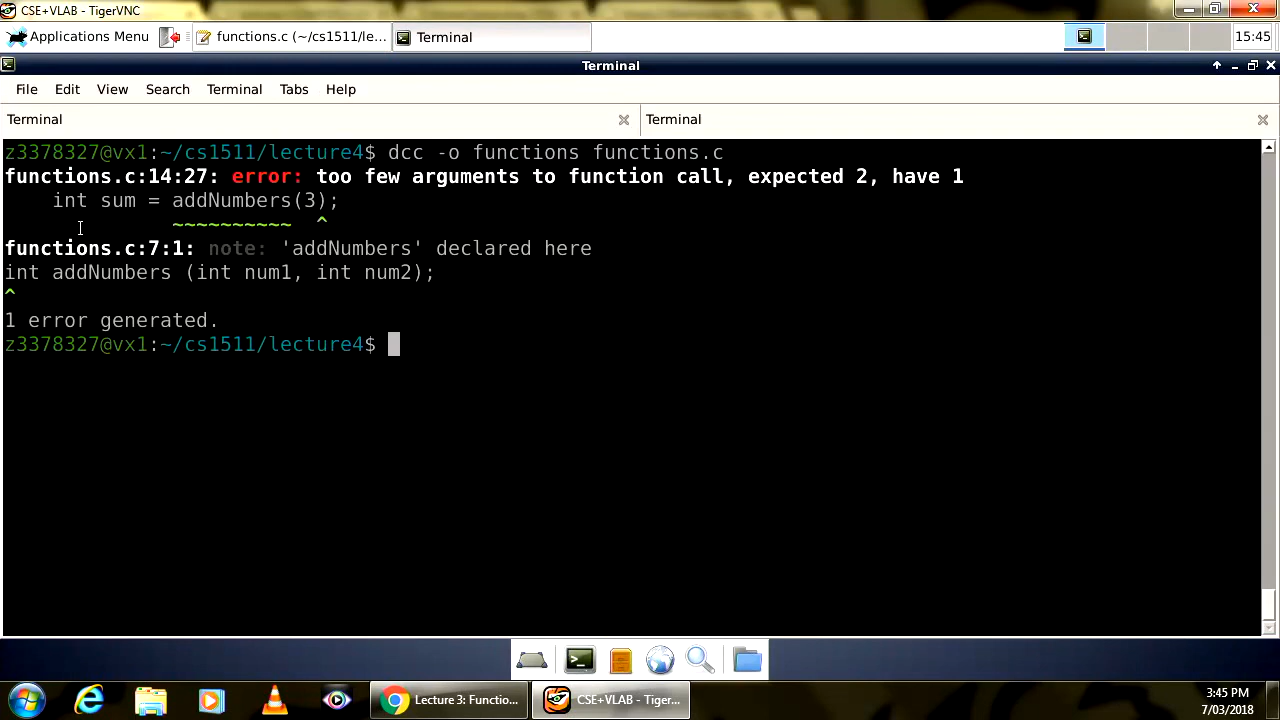 CSE+VLAB - TigerVNC
Applications Menu
functions.c (~/cs1511/le...
Terminal
15:45
Terminal
File Edit View Search Terminal Tabs Help
Terminal
Terminal
z3378327@vx1:~/cs1511/lecture4$ dcc -o functions functions.c
functions.c:14:27: error: too few arguments to function call, expected 2, have 1
    int sum = addNumbers(3);
              ~~~~~~~~~~  ^
functions.c:7:1: note: 'addNumbers' declared here
int addNumbers (int num1, int num2);
^
1 error generated.
z3378327@vx1:~/cs1511/lecture4$
Lecture 3: Functio...
CSE+VLAB - Tiger...
3:45 PM
7/03/2018